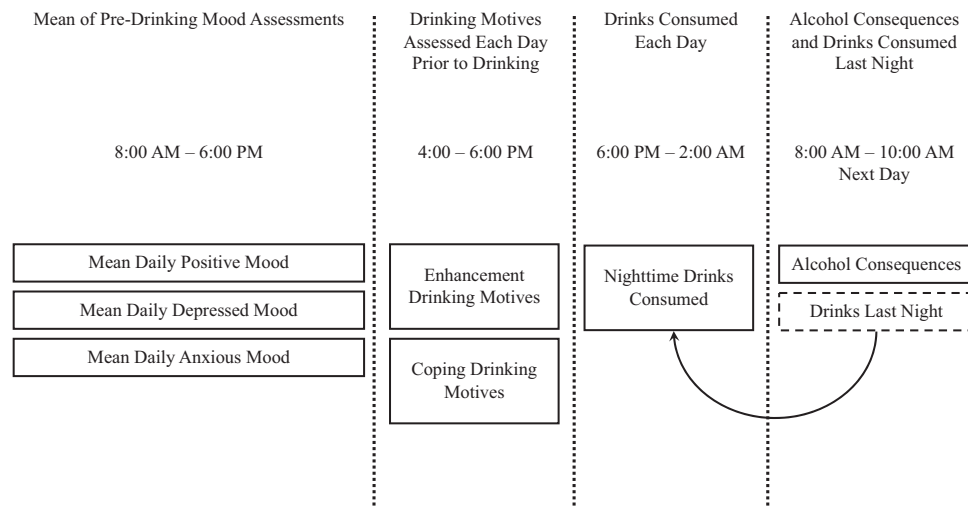 Mean of Pre-Drinking Mood Assessments
Drinking Motives
Assessed Each Day
Prior to Drinking
Drinks Consumed
Each Day
Alcohol Consequences
and Drinks Consumed
Last Night
8:00 AM – 6:00 PM
4:00 – 6:00 PM
6:00 PM – 2:00 AM
8:00 AM – 10:00 AM
Next Day
Mean Daily Positive Mood
Mean Daily Depressed Mood
Mean Daily Anxious Mood
Enhancement
Drinking Motives
Coping Drinking
Motives
Nighttime Drinks
Consumed
Alcohol Consequences
Drinks Last Night